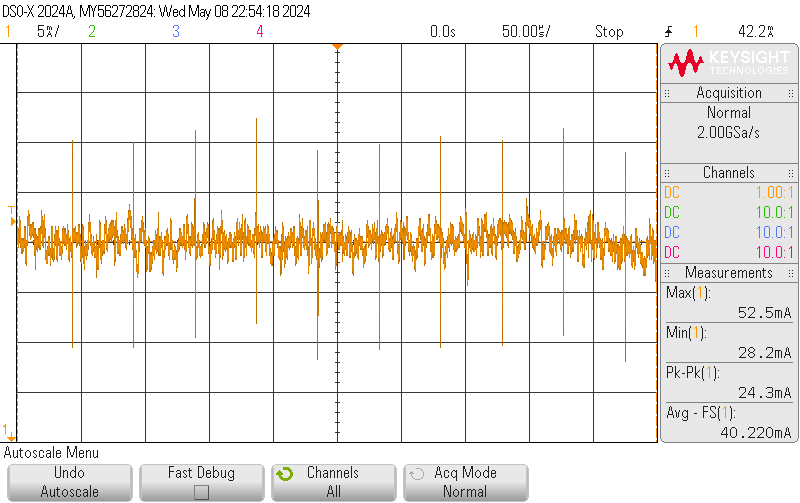 DSO-X 2024A, MY56272824: Wed May 08 22:54:18 2024
1 5%/ 2 3 4 0.0s 50.00$/ Stop 1 42.2%
KEYSIGHT
TECHNOLOGIES
Acquisition
Normal
2.00GSa/s
Channels
DC 1.00:1
DC 10.0:1
DC 10.0:1
DC 10.0:1
Measurements
Max(1):
52.5mA
Min(1):
28.2mA
Pk-Pk(1):
24.3mA
Avg - FS(1):
40.220mA
T
1
Autoscale Menu
Undo
Autoscale
Fast Debug
Channels
All
Acq Mode
Normal